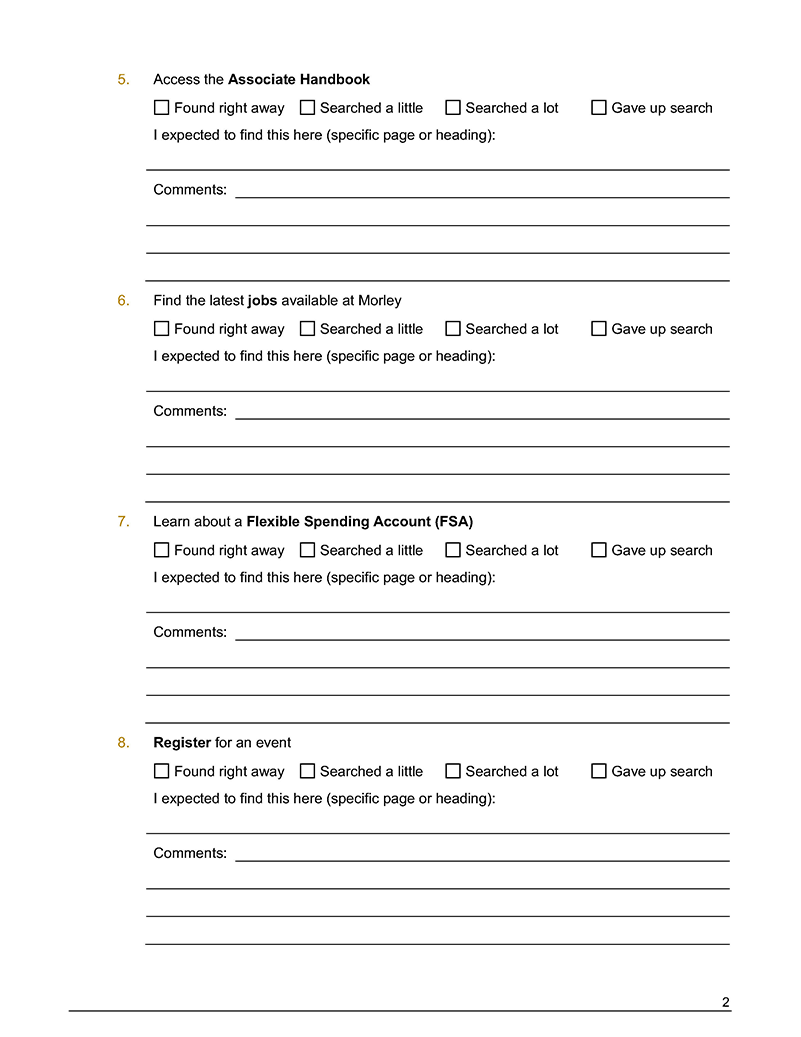 5. Access the Associate Handbook
Found right away Searched a little Searched a lot Gave up search
I expected to find this here (specific page or heading):
Comments:
6. Find the latest jobs available at Morley
Found right away Searched a little Searched a lot Gave up search
I expected to find this here (specific page or heading):
Comments:
7. Learn about a Flexible Spending Account (FSA)
Found right away Searched a little Searched a lot Gave up search
I expected to find this here (specific page or heading):
Comments:
8. Register for an event
Found right away Searched a little Searched a lot Gave up search
I expected to find this here (specific page or heading):
Comments:
2